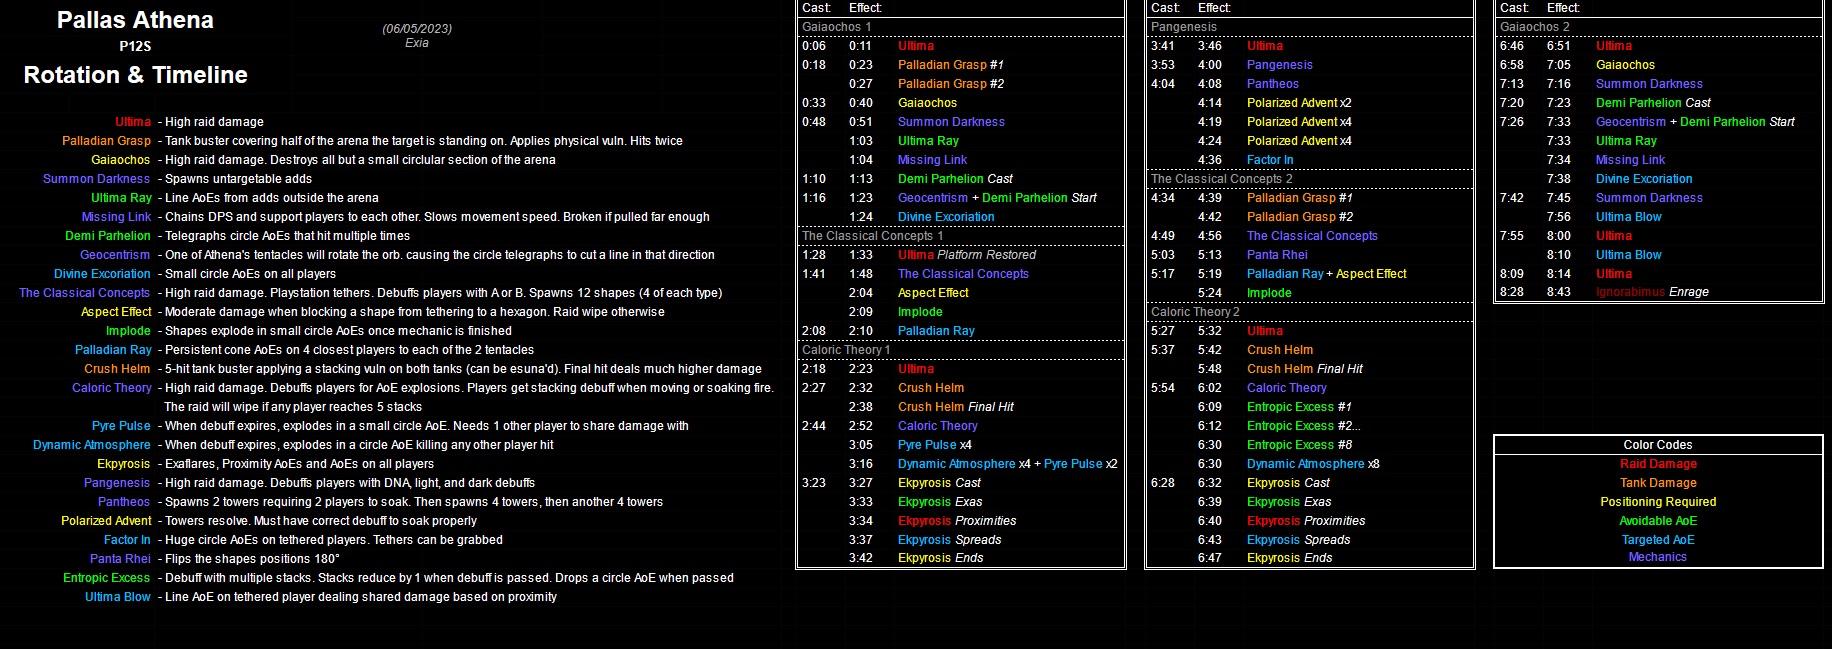 Pallas Athena
P12S
Rotation & Timeline
(06/05/2023)
Exia
Ultima - High raid damage
Palladian Grasp - Tank buster covering half of the arena the target is standing on. Applies physical vuln. Hits twice
Gaiaochos - High raid damage. Destroys all but a small circlular section of the arena
Summon Darkness - Spawns untargetable adds
Ultima Ray - Line AoEs from adds outside the arena
Missing Link - Chains DPS and support players to each other. Slows movement speed. Broken if pulled far enough
Demi Parhelion - Telegraphs circle AoEs that hit multiple times
Geocentrism - One of Athena's tentacles will rotate the orb. causing the circle telegraphs to cut a line in that direction
Divine Excoriation - Small circle AoEs on all players
The Classical Concepts - High raid damage. Playstation tethers. Debuffs players with A or B. Spawns 12 shapes (4 of each type)
Aspect Effect - Moderate damage when blocking a shape from tethering to a hexagon. Raid wipe otherwise
Implode - Shapes explode in small circle AoEs once mechanic is finished
Palladian Ray - Persistent cone AoEs on 4 closest players to each of the 2 tentacles
Crush Helm - 5-hit tank buster applying a stacking vuln on both tanks (can be esuna'd). Final hit deals much higher damage
Caloric Theory - High raid damage. Debuffs players for AoE explosions. Players get stacking debuff when moving or soaking fire.
The raid will wipe if any player reaches 5 stacks
Pyre Pulse - When debuff expires, explodes in a small circle AoE. Needs 1 other player to share damage with
Dynamic Atmosphere - When debuff expires, explodes in a circle AoE killing any other player hit
Ekpyrosis - Exaflares, Proximity AoEs and AoEs on all players
Pangenesis - High raid damage. Debuffs players with DNA, light, and dark debuffs
Pantheos - Spawns 2 towers requiring 2 players to soak. Then spawns 4 towers, then another 4 towers
Polarized Advent - Towers resolve. Must have correct debuff to soak properly
Factor In - Huge circle AoEs on tethered players. Tethers can be grabbed
Panta Rhei - Flips the shapes positions 180°
Entropic Excess - Debuff with multiple stacks. Stacks reduce by 1 when debuff is passed. Drops a circle AoE when passed
Ultima Blow - Line AoE on tethered player dealing shared damage based on proximity
Cast: Effect:
Gaiaochos 1
0:06 0:11 Ultima
0:18 0:23 Palladian Grasp #1
0:27 Palladian Grasp #2
0:33 0:40 Gaiaochos
0:48 0:51 Summon Darkness
1:03 Ultima Ray
1:04 Missing Link
1:10 1:13 Demi Parhelion Cast
1:16 1:23 Geocentrism + Demi Parhelion Start
1:24 Divine Excoriation
The Classical Concepts 1
1:28 1:33 Ultima Platform Restored
1:41 1:48 The Classical Concepts
2:04 Aspect Effect
2:09 Implode
2:08 2:10 Palladian Ray
Caloric Theory 1
2:18 2:23 Ultima
2:27 2:32 Crush Helm
2:38 Crush Helm Final Hit
2:44 2:52 Caloric Theory
3:05 Pyre Pulse x4
3:16 Dynamic Atmosphere x4 + Pyre Pulse x2
3:23 3:27 Ekpyrosis Cast
3:33 Ekpyrosis Exas
3:34 Ekpyrosis Proximities
3:37 Ekpyrosis Spreads
3:42 Ekpyrosis Ends
Cast: Effect:
Pangenesis
3:41 3:46 Ultima
3:53 4:00 Pangenesis
4:04 4:08 Pantheos
4:14 Polarized Advent x2
4:19 Polarized Advent x4
4:24 Polarized Advent x4
4:36 Factor In
The Classical Concepts 2
4:34 4:39 Palladian Grasp #1
4:42 Palladian Grasp #2
4:49 4:56 The Classical Concepts
5:03 5:13 Panta Rhei
5:17 5:19 Palladian Ray + Aspect Effect
5:24 Implode
Caloric Theory 2
5:27 5:32 Ultima
5:37 5:42 Crush Helm
5:48 Crush Helm Final Hit
5:54 6:02 Caloric Theory
6:09 Entropic Excess #1
6:12 Entropic Excess #2...
6:30 Entropic Excess #8
6:30 Dynamic Atmosphere x8
6:28 6:32 Ekpyrosis Cast
6:39 Ekpyrosis Exas
6:40 Ekpyrosis Proximities
6:43 Ekpyrosis Spreads
6:47 Ekpyrosis Ends
Cast: Effect:
Gaiaochos 2
6:46 6:51 Ultima
6:58 7:05 Gaiaochos
7:13 7:16 Summon Darkness
7:20 7:23 Demi Parhelion Cast
7:26 7:33 Geocentrism + Demi Parhelion Start
7:33 Ultima Ray
7:34 Missing Link
7:38 Divine Excoriation
7:42 7:45 Summon Darkness
7:56 Ultima Blow
7:55 8:00 Ultima
8:10 Ultima Blow
8:09 8:14 Ultima
8:28 8:43 Ignorabimus Enrage
Color Codes
Raid Damage
Tank Damage
Positioning Required
Avoidable AoE
Targeted AoE
Mechanics